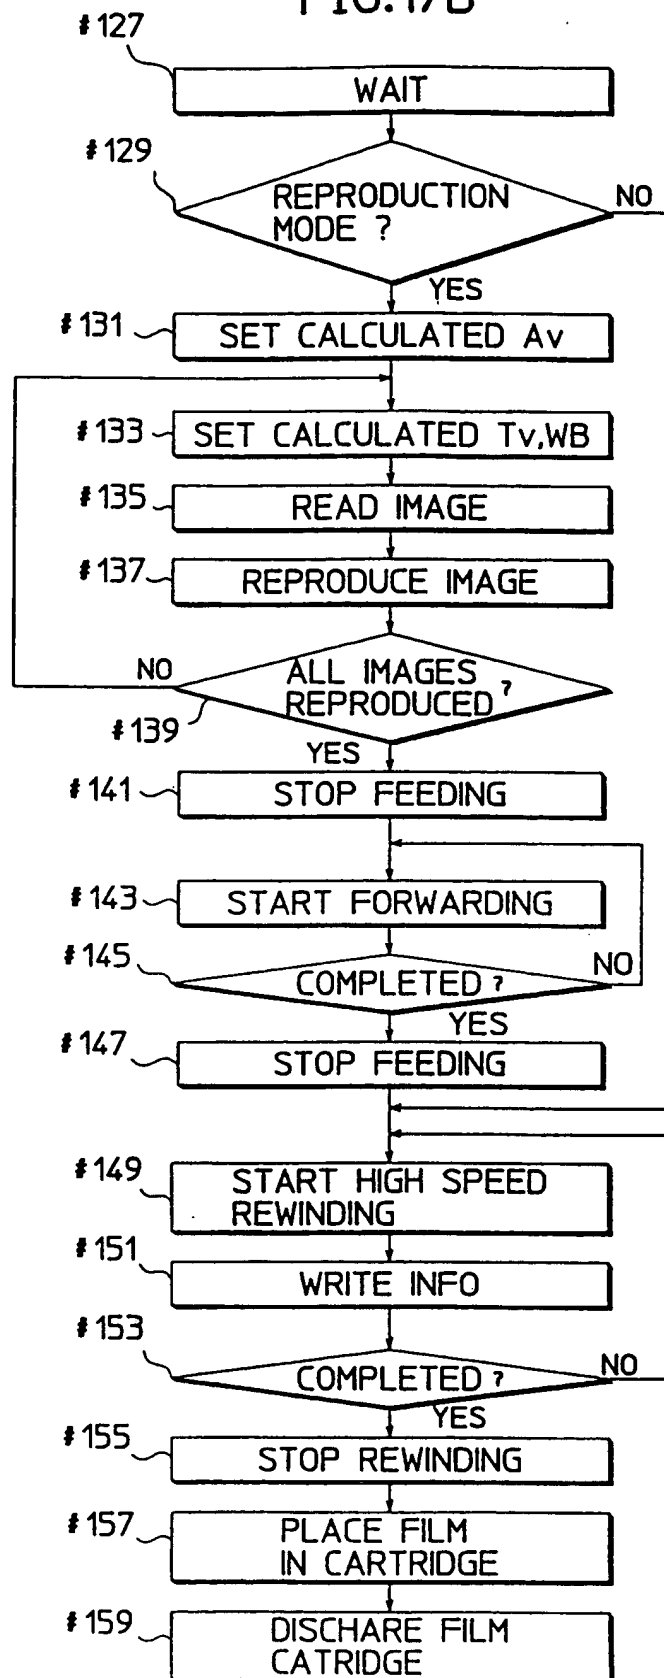 FIG.17B
#127
WAIT
#129
REPRODUCTION
MODE ?
NO
YES
#131
SET CALCULATED Av
#133
SET CALCULATED Tv,WB
#135
READ IMAGE
#137
REPRODUCE IMAGE
NO
ALL IMAGES
REPRODUCED ?
#139
YES
#141
STOP FEEDING
#143
START FORWARDING
#145
COMPLETED ?
NO
YES
#147
STOP FEEDING
#149
START HIGH SPEED
REWINDING
#151
WRITE INFO
#153
COMPLETED ?
NO
YES
#155
STOP REWINDING
#157
PLACE FILM
IN CARTRIDGE
#159
DISCHARE FILM
CATRIDGE